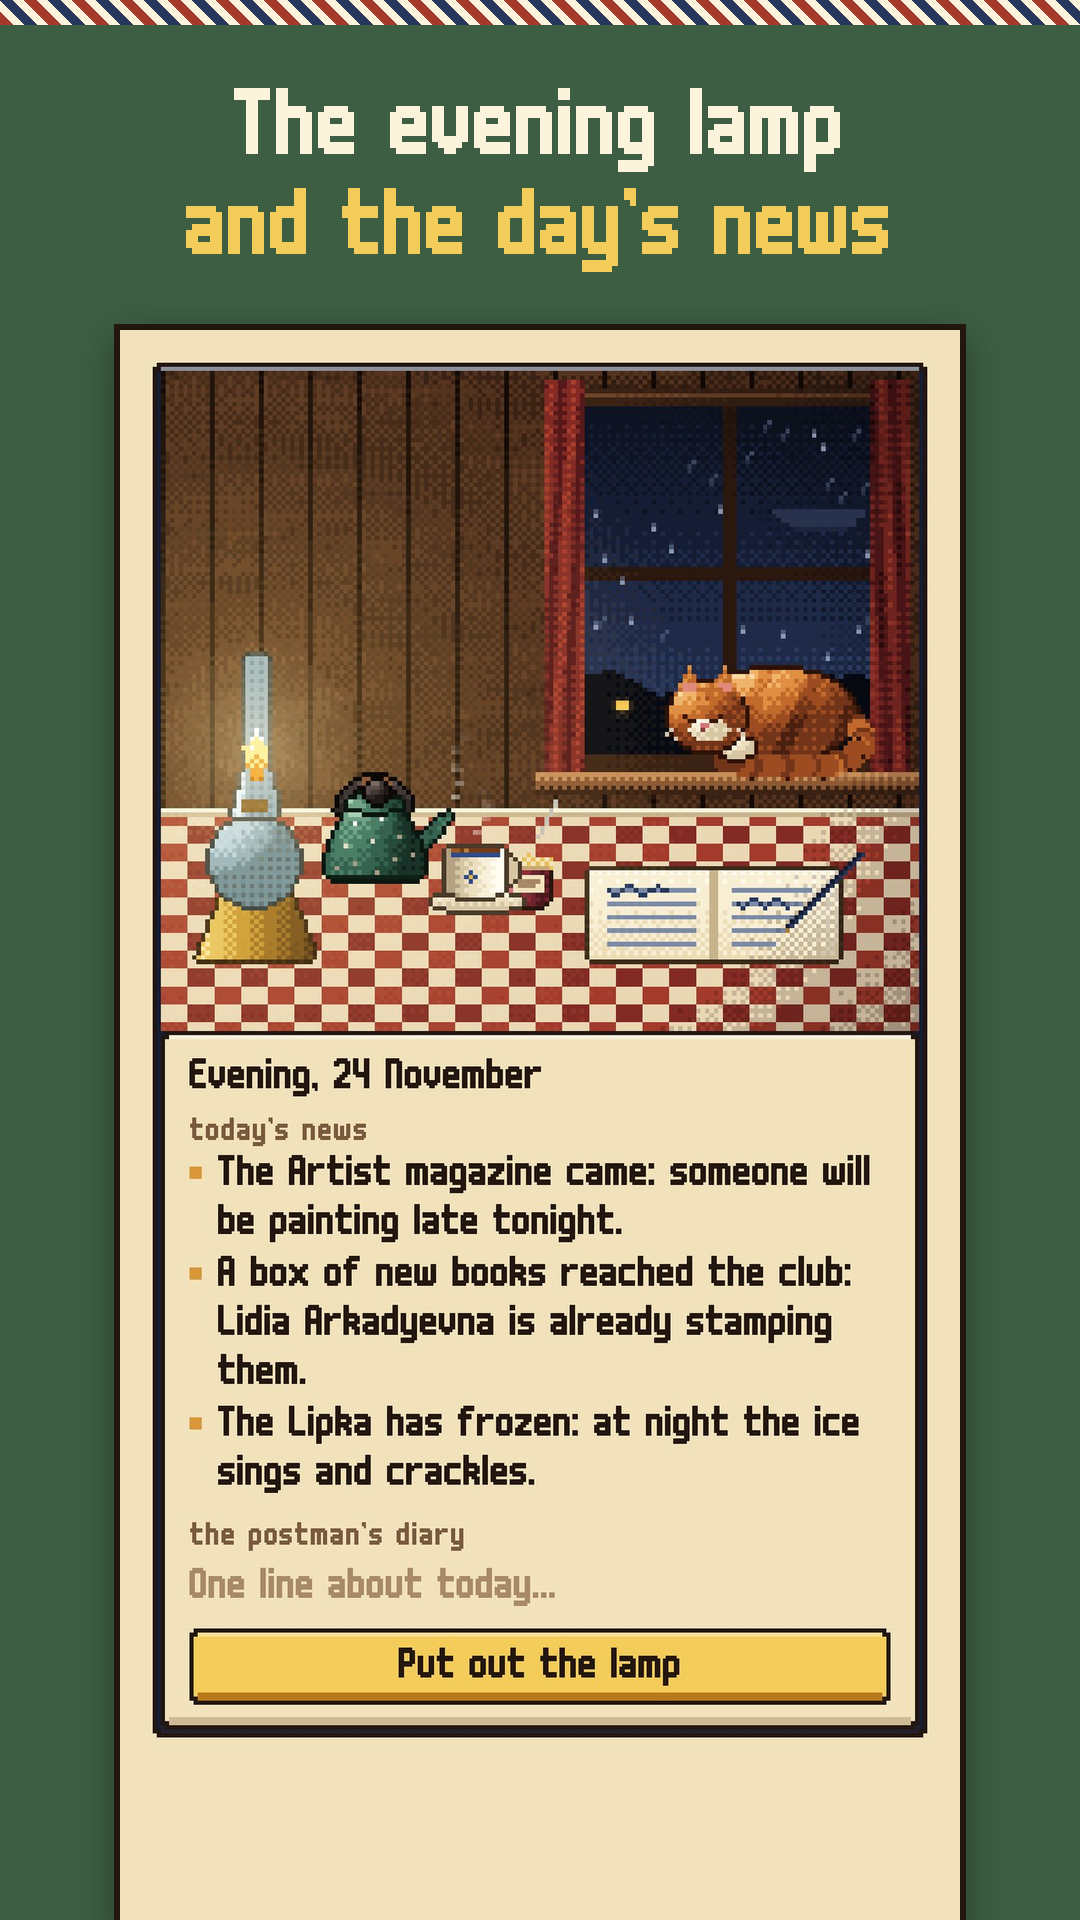 The evening lamp
and the day's news
Evening, 24 November
today's news
The Artist magazine came: someone will
be painting late tonight.
A box of new books reached the club:
Lidia Arkadyevna is already stamping
them.
The Lipka has frozen: at night the ice
sings and crackles.
the postman's diary
One line about today...
Put out the lamp